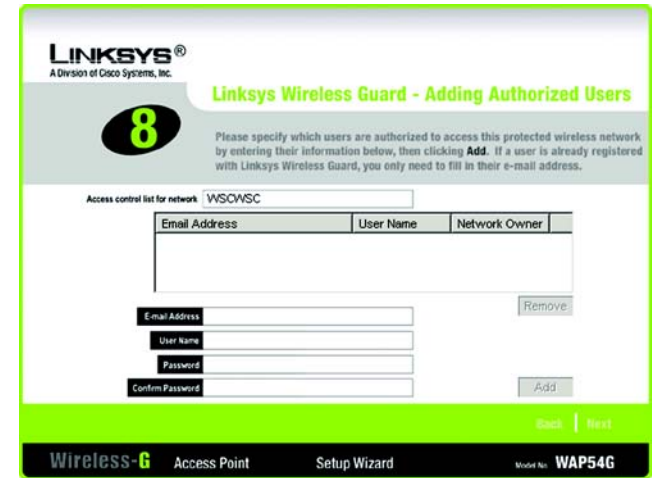 LINKSYS®
A Division of Cisco Systems, Inc.
Linksys Wireless Guard - Adding Authorized Users
8
Please specify which users are authorized to access this protected wireless network
by entering their information below, then clicking Add. If a user is already registered
with Linksys Wireless Guard, you only need to fill in their e-mail address.
Access control list for network WSCWSC
Email Address User Name Network Owner
Remove
E-mail Address
User Name
Password
Confirm Password
Add
Back Next
Wireless-G Access Point Setup Wizard Model No. WAP54G